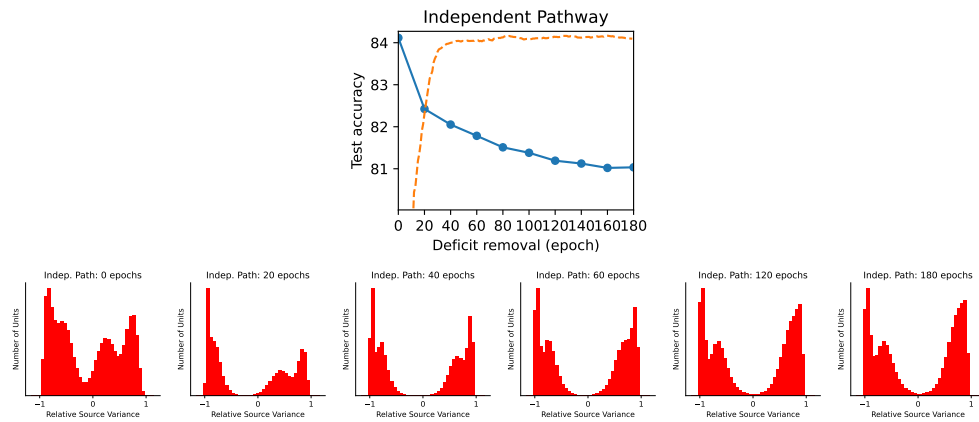 Independent Pathway
Test accuracy
84
83
82
81
0 20 40 60 80 100 120 140 160 180
Deficit removal (epoch)
Indep. Path: 0 epochs
Number of Units
−1 0 1
Relative Source Variance
Indep. Path: 20 epochs
Number of Units
−1 0 1
Relative Source Variance
Indep. Path: 40 epochs
Number of Units
−1 0 1
Relative Source Variance
Indep. Path: 60 epochs
Number of Units
−1 0 1
Relative Source Variance
Indep. Path: 120 epochs
Number of Units
−1 0 1
Relative Source Variance
Indep. Path: 180 epochs
Number of Units
−1 0 1
Relative Source Variance